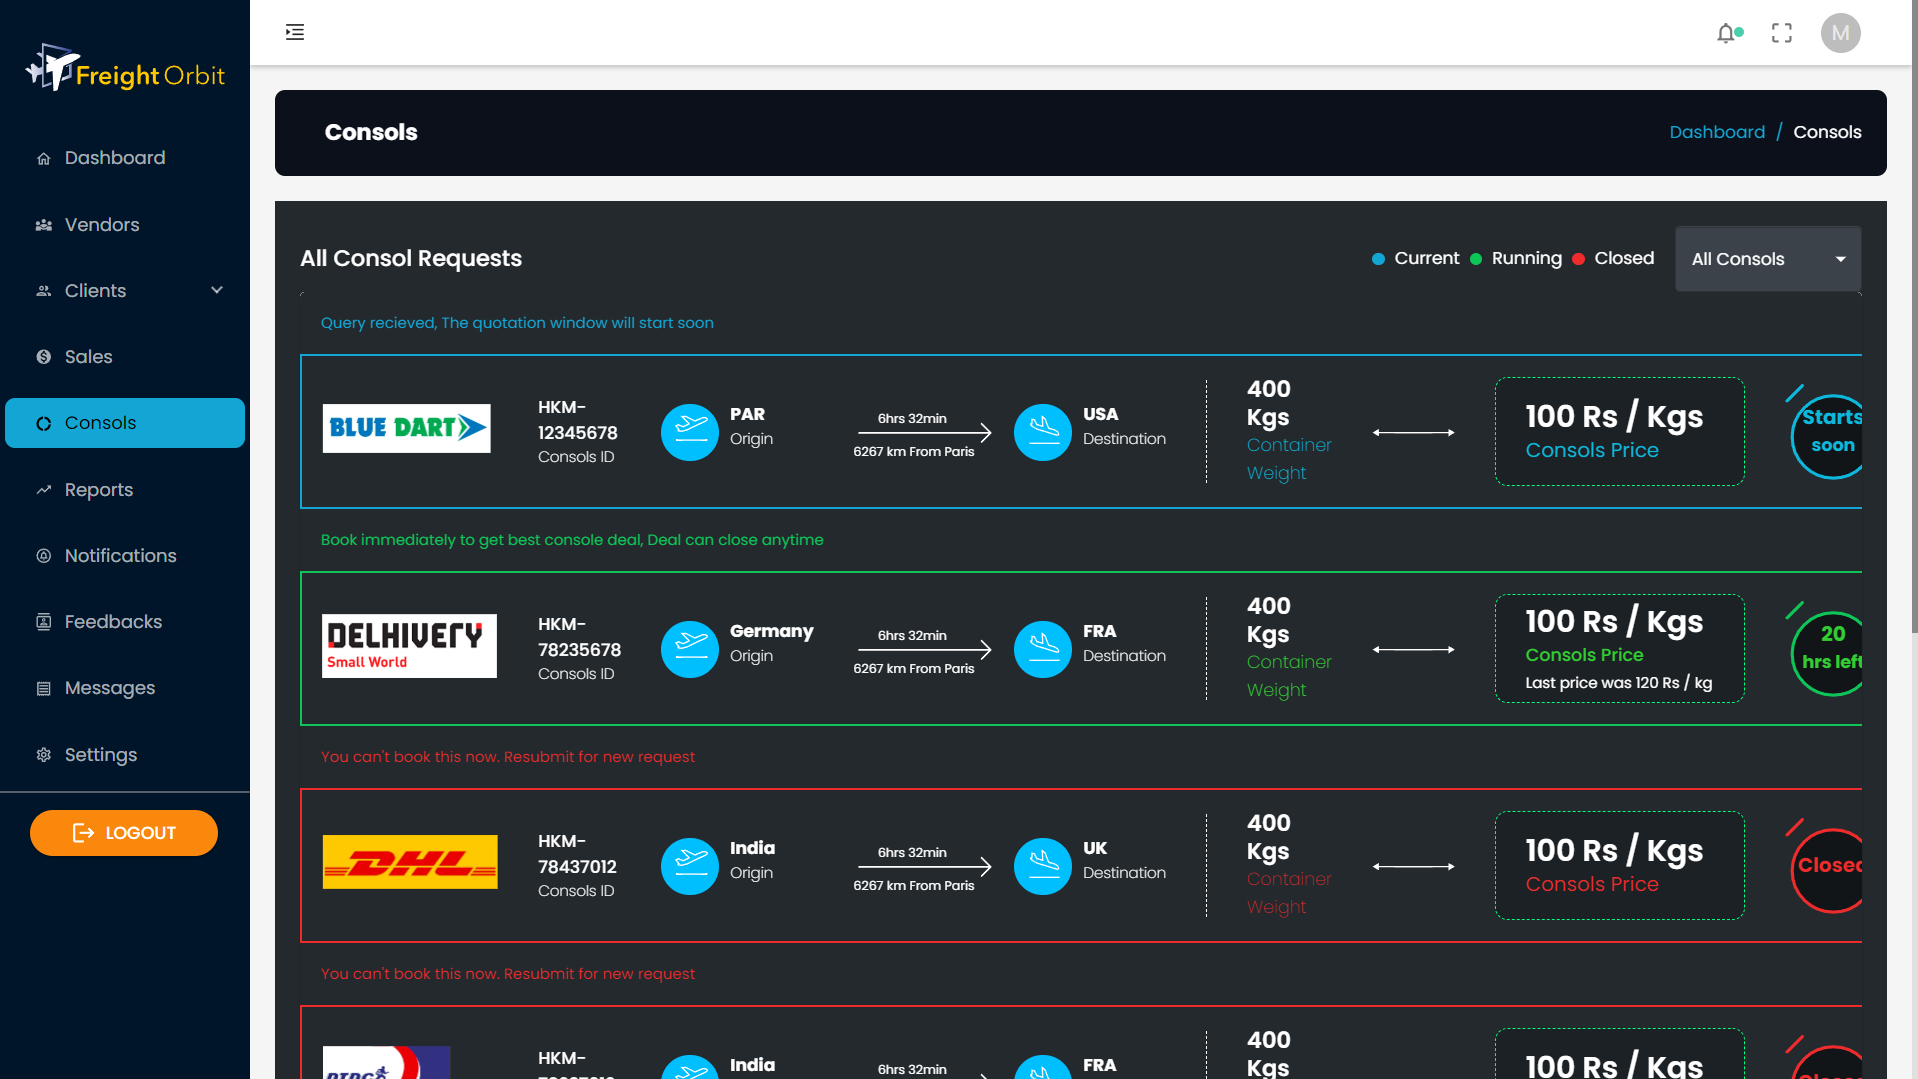 Freight Orbit
M
Dashboard
Vendors
Clients
Sales
Consols
Reports
Notifications
Feedbacks
Messages
Settings
LOGOUT
Consols
Dashboard / Consols
All Consol Requests
Current
Running
Closed
All Consols
Query recieved, The quotation window will start soon
BLUE DART
HKM-
12345678
Consols ID
PAR
Origin
6hrs 32min
6267 km From Paris
USA
Destination
400
Kgs
Container
Weight
100 Rs / Kgs
Consols Price
Starts
soon
Book immediately to get best console deal, Deal can close anytime
DELHIVERY
Small World
HKM-
78235678
Consols ID
Germany
Origin
6hrs 32min
6267 km From Paris
FRA
Destination
400
Kgs
Container
Weight
100 Rs / Kgs
Consols Price
Last price was 120 Rs / kg
20
hrs left
You can't book this now. Resubmit for new request
DHL
HKM-
78437012
Consols ID
India
Origin
6hrs 32min
6267 km From Paris
UK
Destination
400
Kgs
Container
Weight
100 Rs / Kgs
Consols Price
Closed
You can't book this now. Resubmit for new request
HKM-
India
6hrs 32min
FRA
400
Kgs
100 Rs / Kgs